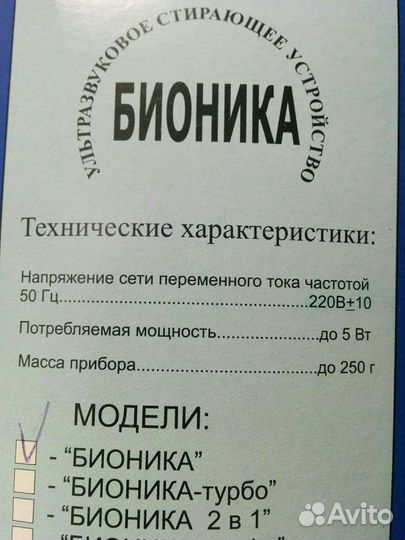 УЛЬТРАЗВУКОВОЕ СТИРАЮЩЕЕ УСТРОЙСТВО
БИОНИКА
Технические характеристики:
Напряжение сети переменного тока частотой
50 Гц..............................................220В±10
Потребляемая мощность....................до 5 Вт
Масса прибора...................................до 250 г
МОДЕЛИ:
- “БИОНИКА”
- “БИОНИКА-турбо”
- “БИОНИКА 2 в 1”
Avito